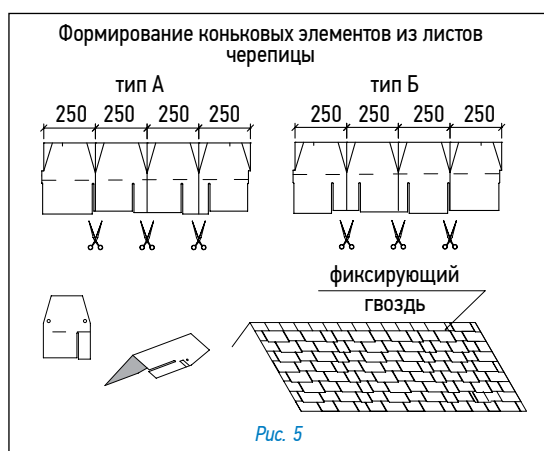 Формирование коньковых элементов из листов
черепицы
тип А
тип Б
250 250 250 250
250 250 250 250
фиксирующий
гвоздь
Рис. 5